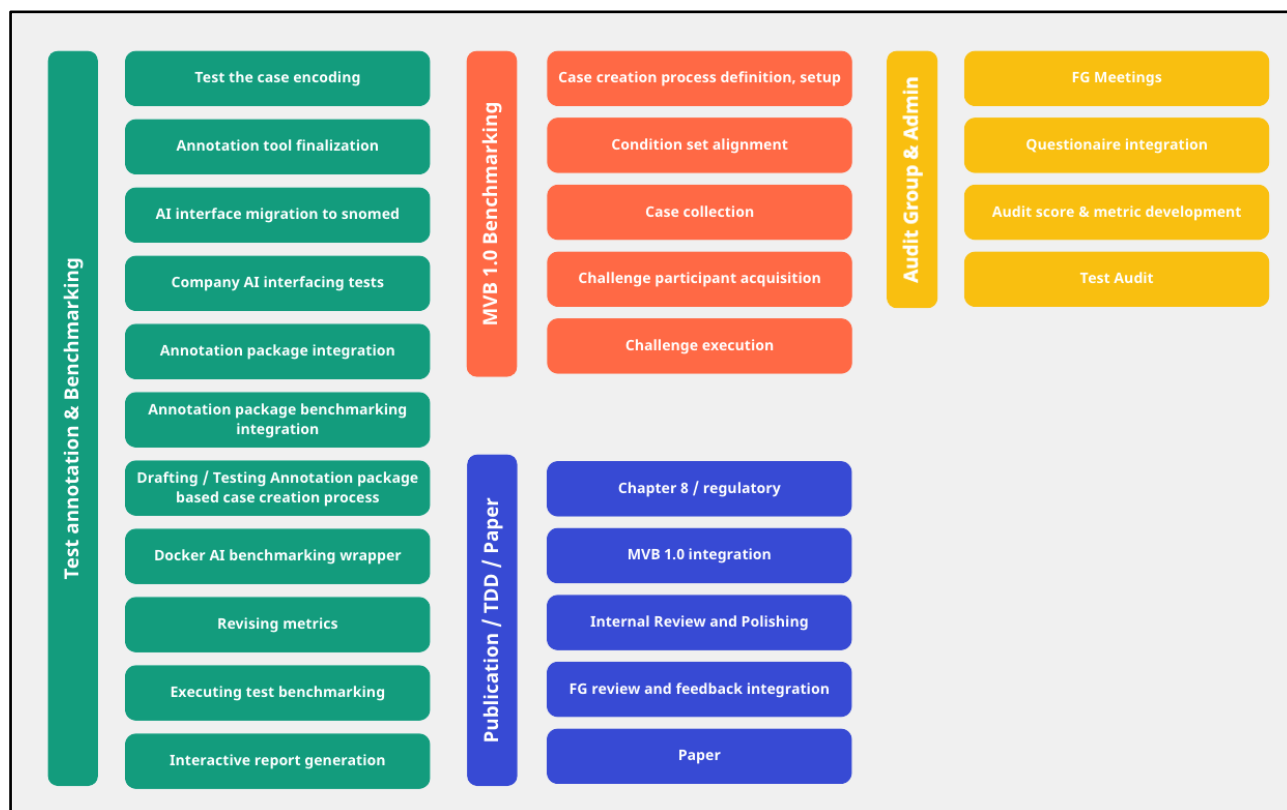 Test annotation & Benchmarking
Test the case encoding
Annotation tool finalization
AI interface migration to snomed
Company AI interfacing tests
Annotation package integration
Annotation package benchmarking
integration
Drafting / Testing Annotation package
based case creation process
Docker AI benchmarking wrapper
Revising metrics
Executing test benchmarking
Interactive report generation
MVB 1.0 Benchmarking
Case creation process definition, setup
Condition set alignment
Case collection
Challenge participant acquisition
Challenge execution
Publication / TDD / Paper
Chapter 8 / regulatory
MVB 1.0 integration
Internal Review and Polishing
FG review and feedback integration
Paper
Audit Group & Admin
FG Meetings
Questionaire integration
Audit score & metric development
Test Audit